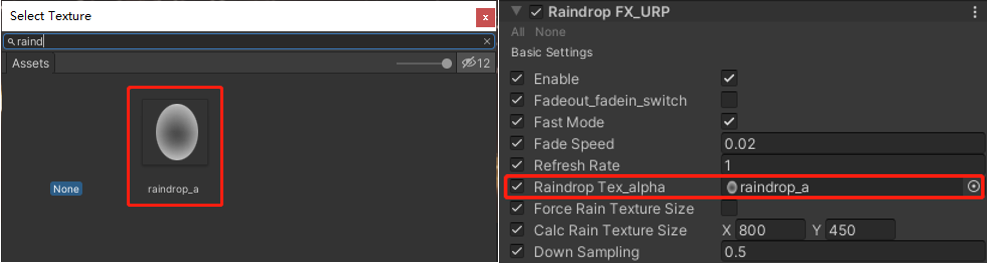 Select Texture
x
raind
Assets
12
None
raindrop_a
Raindrop FX_URP
All None
Basic Settings
Enable
Fadeout_fadein_switch
Fast Mode
Fade Speed 0.02
Refresh Rate 1
Raindrop Tex_alpha raindrop_a
Force Rain Texture Size
Calc Rain Texture Size X 800 Y 450
Down Sampling 0.5